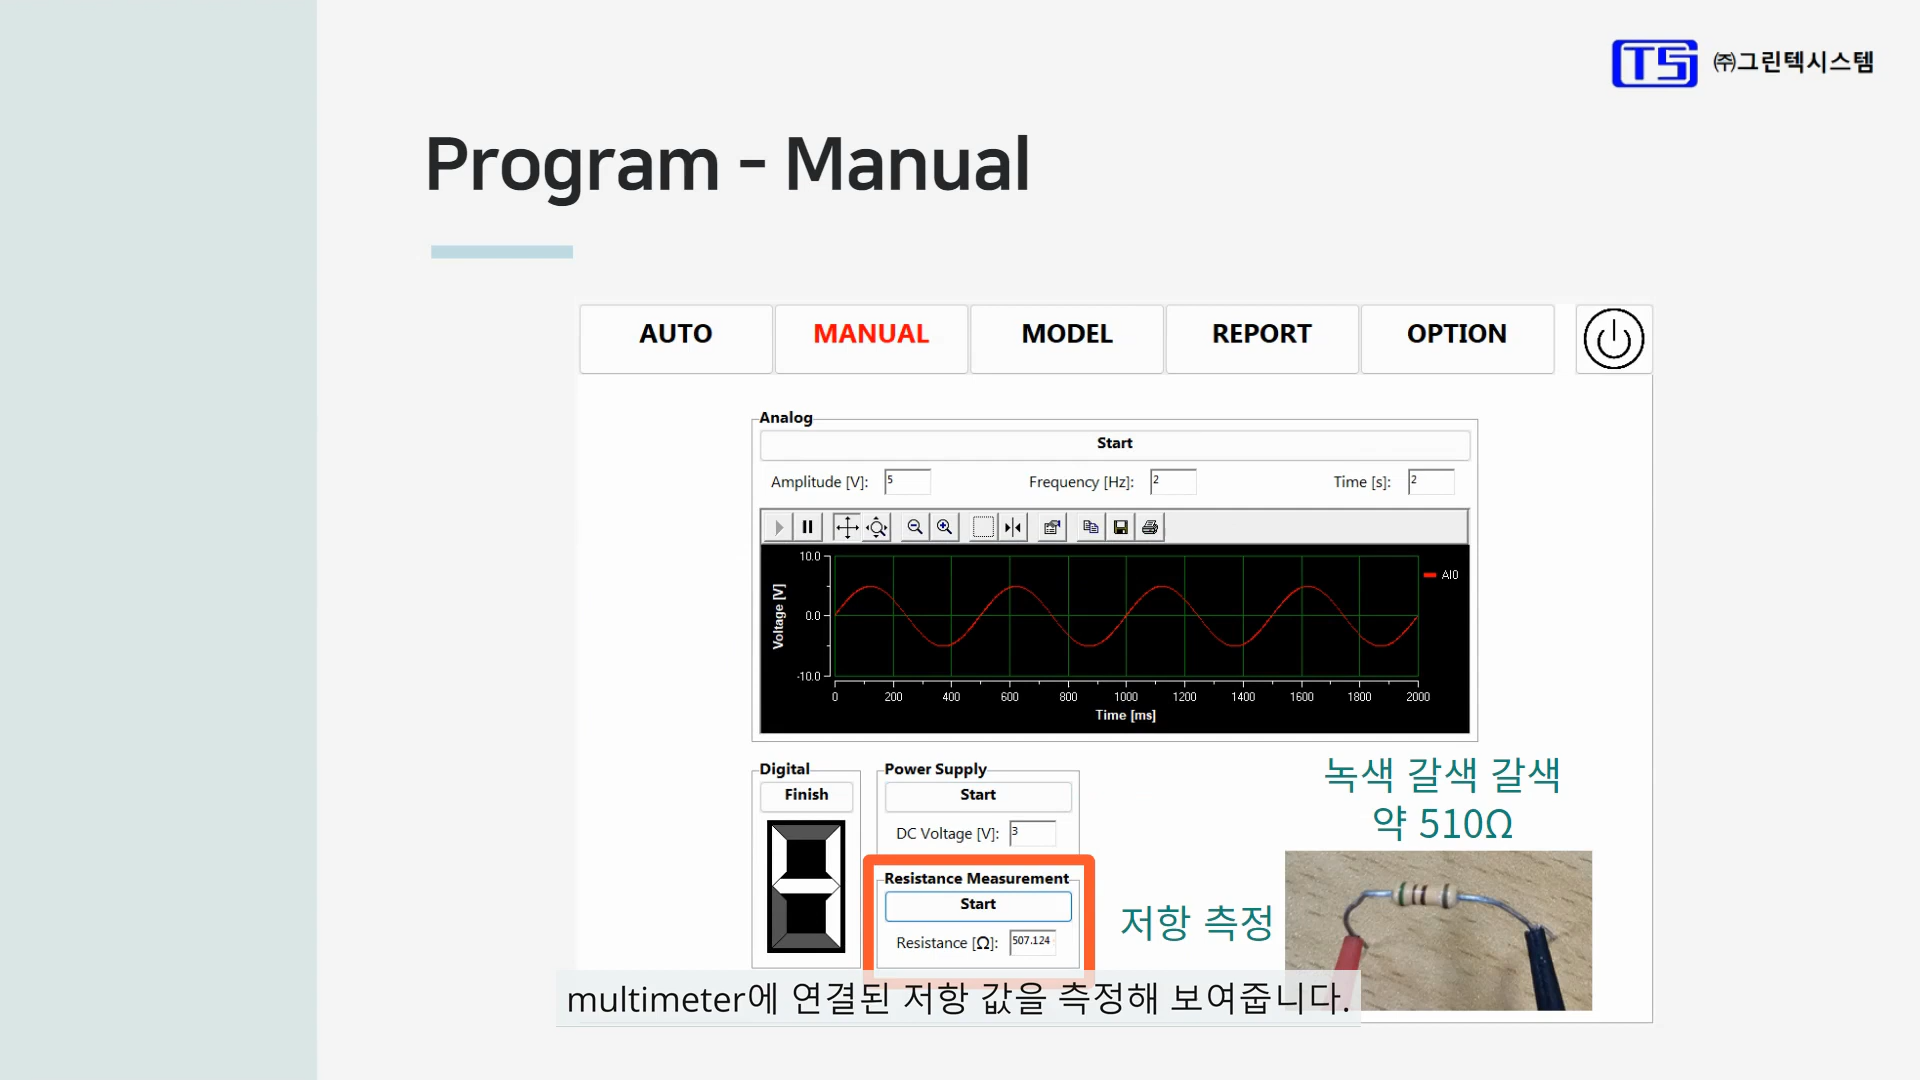 TS ㈜그린텍시스템
Program - Manual
AUTO MANUAL MODEL REPORT OPTION
Analog
Start
Amplitude [V]: 5 Frequency [Hz]: 2 Time [s]: 2
10.0
0.0
-10.0
Voltage [V]
AI0
0 200 400 600 800 1000 1200 1400 1600 1800 2000
Time [ms]
Digital
Finish
Power Supply
Start
DC Voltage [V]: 3
Resistance Measurement
Start
Resistance [Ω]: 507.124
녹색 갈색 갈색
약 510Ω
저항 측정
multimeter에 연결된 저항 값을 측정해 보여줍니다.